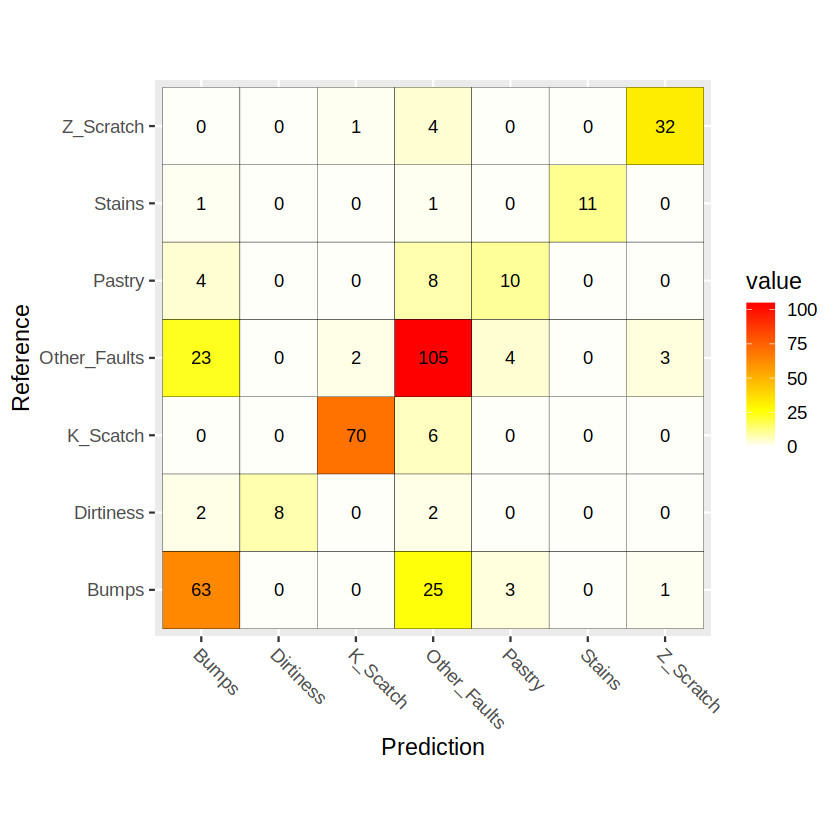 Z_Scratch 0 0 1 4 0 0 32
Stains 1 0 0 1 0 11 0
Pastry 4 0 0 8 10 0 0
Other_Faults 23 0 2 105 4 0 3
K_Scatch 0 0 70 6 0 0 0
Dirtiness 2 8 0 2 0 0 0
Bumps 63 0 0 25 3 0 1
Bumps Dirtiness K_Scatch Other_Faults Pastry Stains Z_Scratch
Prediction
Reference
value
100
75
50
25
0